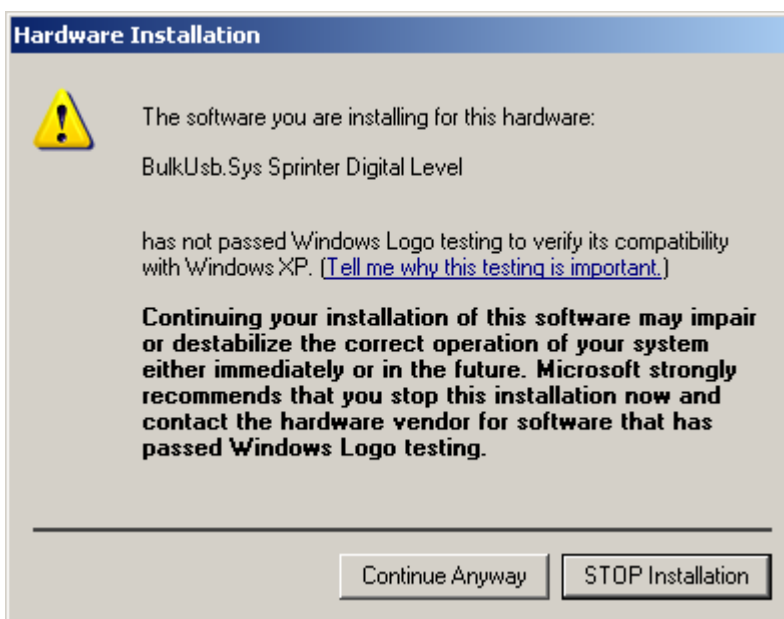 Hardware Installation
The software you are installing for this hardware:
BulkUsb.Sys Sprinter Digital Level
has not passed Windows Logo testing to verify its compatibility
with Windows XP. (Tell me why this testing is important.)
Continuing your installation of this software may impair
or destabilize the correct operation of your system
either immediately or in the future. Microsoft strongly
recommends that you stop this installation now and
contact the hardware vendor for software that has
passed Windows Logo testing.
Continue Anyway
STOP Installation